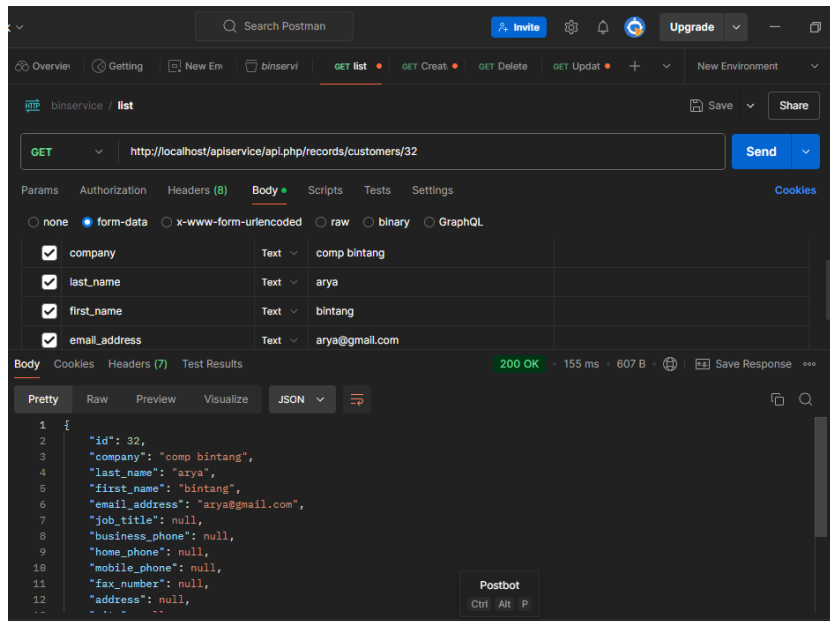 Search Postman
Invite
Upgrade
Overview
Getting
New En
binservi
GET list
GET Creat
GET Delete
GET Updat
New Environment
HTTP binservice / list
Save
Share
GET http://localhost/apiservice/api.php/records/customers/32
Send
Params Authorization Headers (8) Body Scripts Tests Settings Cookies
none form-data x-www-form-urlencoded raw binary GraphQL
company Text comp bintang
last_name Text arya
first_name Text bintang
email_address Text arya@gmail.com
Body Cookies Headers (7) Test Results 200 OK 155 ms 607 B e.g. Save Response
Pretty Raw Preview Visualize JSON
1 {
2 "id": 32,
3 "company": "comp bintang",
4 "last_name": "arya",
5 "first_name": "bintang",
6 "email_address": "arya@gmail.com",
7 "job_title": null,
8 "business_phone": null,
9 "home_phone": null,
10 "mobile_phone": null,
11 "fax_number": null,
12 "address": null,
Postbot
Ctrl Alt P